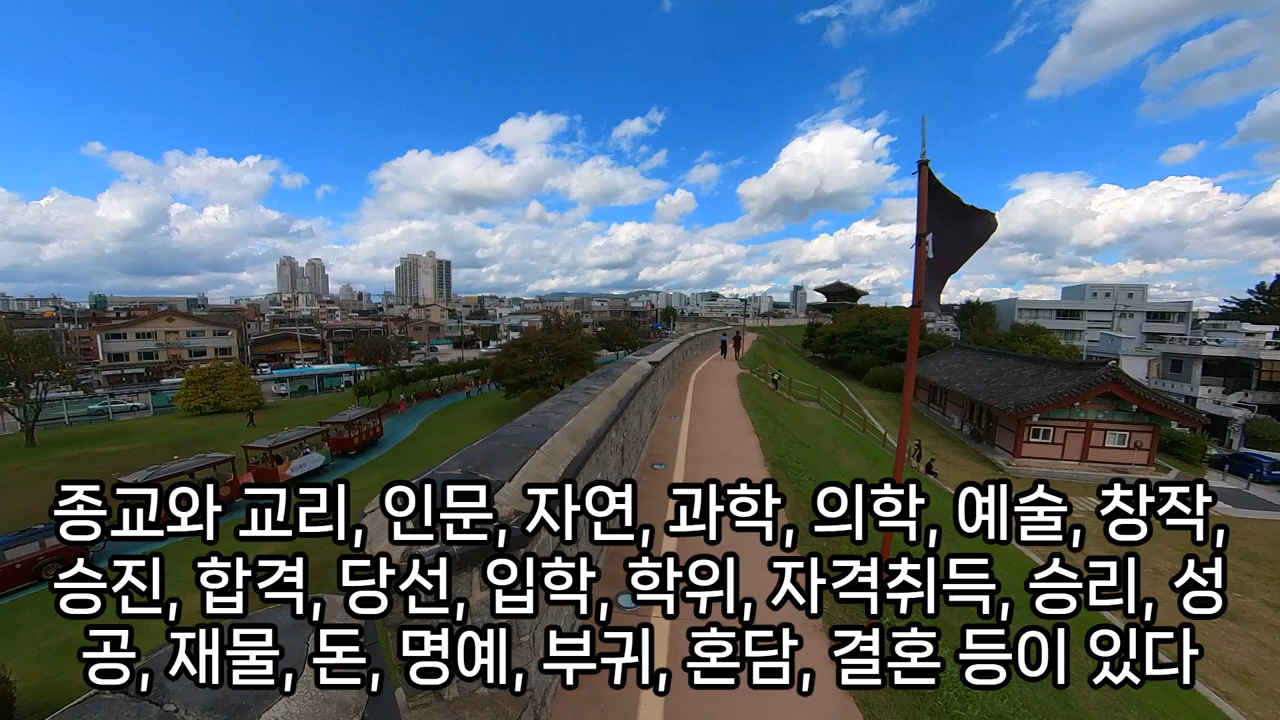 종교와 교리, 인문, 자연, 과학, 의학, 예술, 창작,
승진, 합격, 당선, 입학, 학위, 자격취득, 승리, 성
공, 재물, 돈, 명예, 부귀, 혼담, 결혼 등이 있다